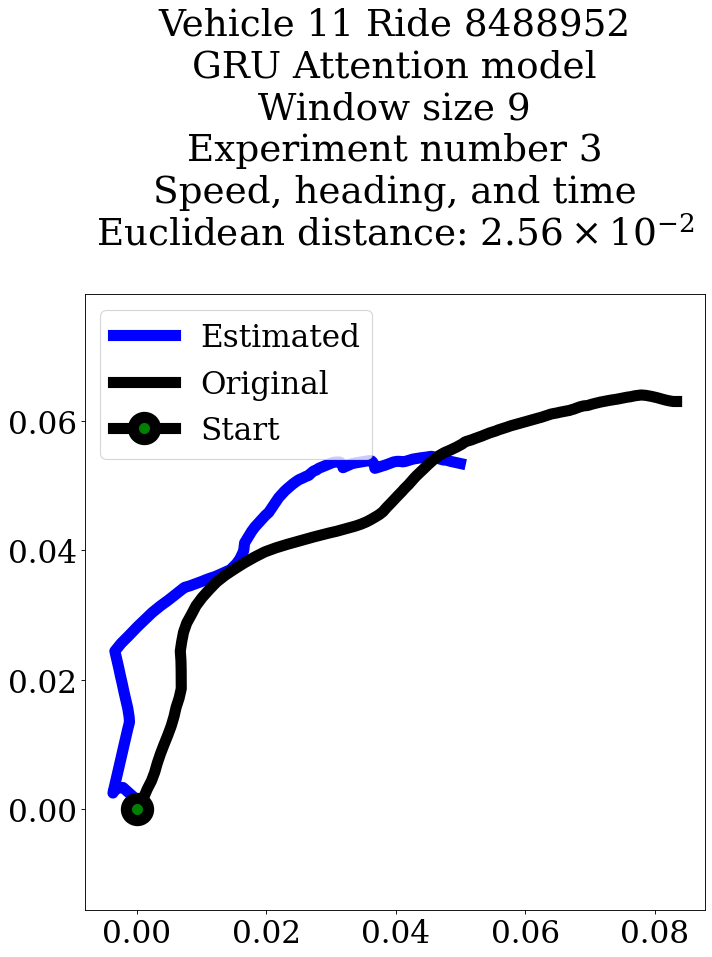 Vehicle 11 Ride 8488952
GRU Attention model
Window size 9
Experiment number 3
Speed, heading, and time
Euclidean distance: 2.56 × 10⁻²
Estimated
Original
Start
0.06
0.04
0.02
0.00
0.00 0.02 0.04 0.06 0.08